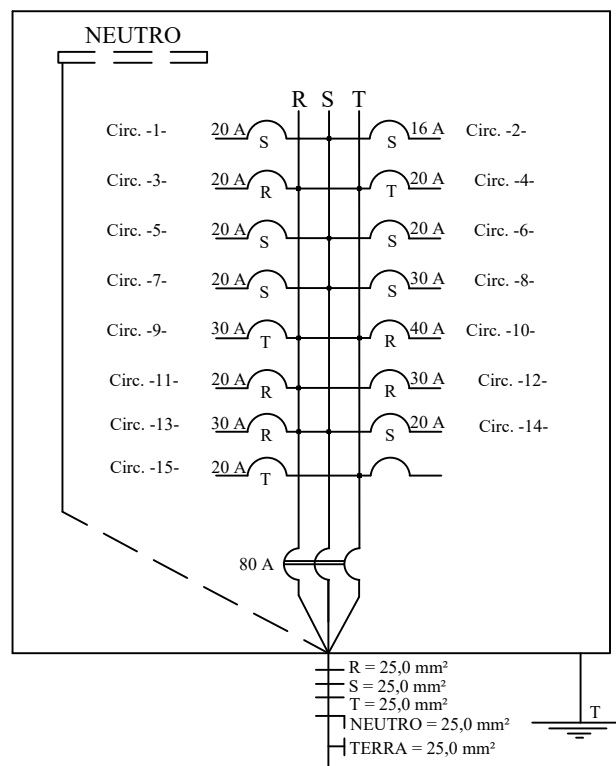 NEUTRO
R S T
Circ. -1- 20 A S S 16 A Circ. -2-
Circ. -3- 20 A R T 20 A Circ. -4-
Circ. -5- 20 A S S 20 A Circ. -6-
Circ. -7- 20 A S S 30 A Circ. -8-
Circ. -9- 30 A T R 40 A Circ. -10-
Circ. -11- 20 A R R 30 A Circ. -12-
Circ. -13- 30 A R S 20 A Circ. -14-
Circ. -15- 20 A T
80 A
R = 25,0 mm²
S = 25,0 mm²
T = 25,0 mm²
NEUTRO = 25,0 mm²
TERRA = 25,0 mm²
T